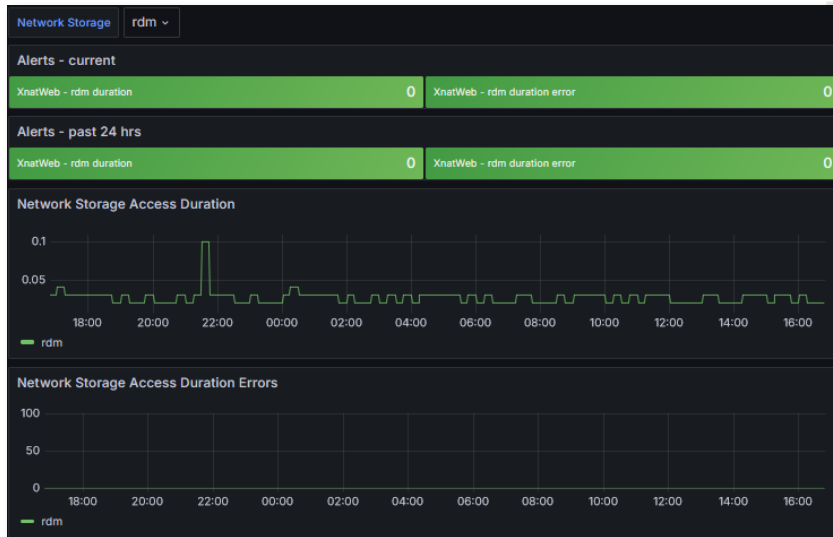 Network Storage rdm
Alerts - current
XnatWeb - rdm duration 0 XnatWeb - rdm duration error 0
Alerts - past 24 hrs
XnatWeb - rdm duration 0 XnatWeb - rdm duration error 0
Network Storage Access Duration
0.1
0.05
18:00 20:00 22:00 00:00 02:00 04:00 06:00 08:00 10:00 12:00 14:00 16:00
rdm
Network Storage Access Duration Errors
100
50
0
18:00 20:00 22:00 00:00 02:00 04:00 06:00 08:00 10:00 12:00 14:00 16:00
rdm